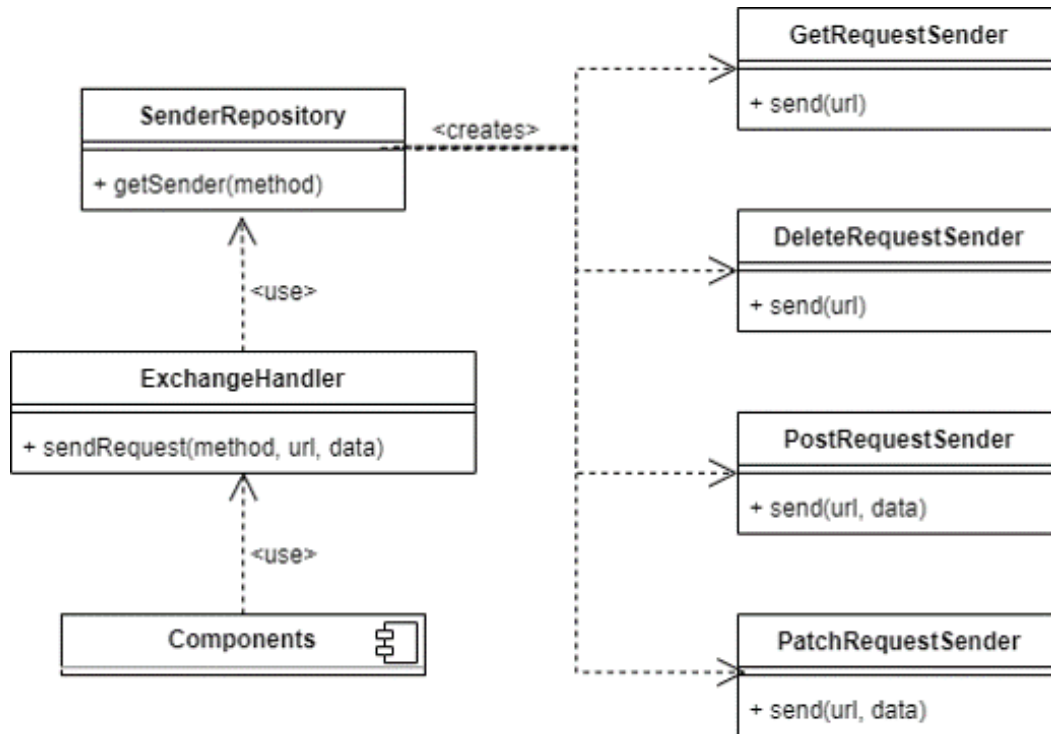 GetRequestSender
+ send(url)
SenderRepository
<creates>
+ getSender(method)
DeleteRequestSender
+ send(url)
<use>
ExchangeHandler
+ sendRequest(method, url, data)
PostRequestSender
+ send(url, data)
<use>
Components
PatchRequestSender
+ send(url, data)